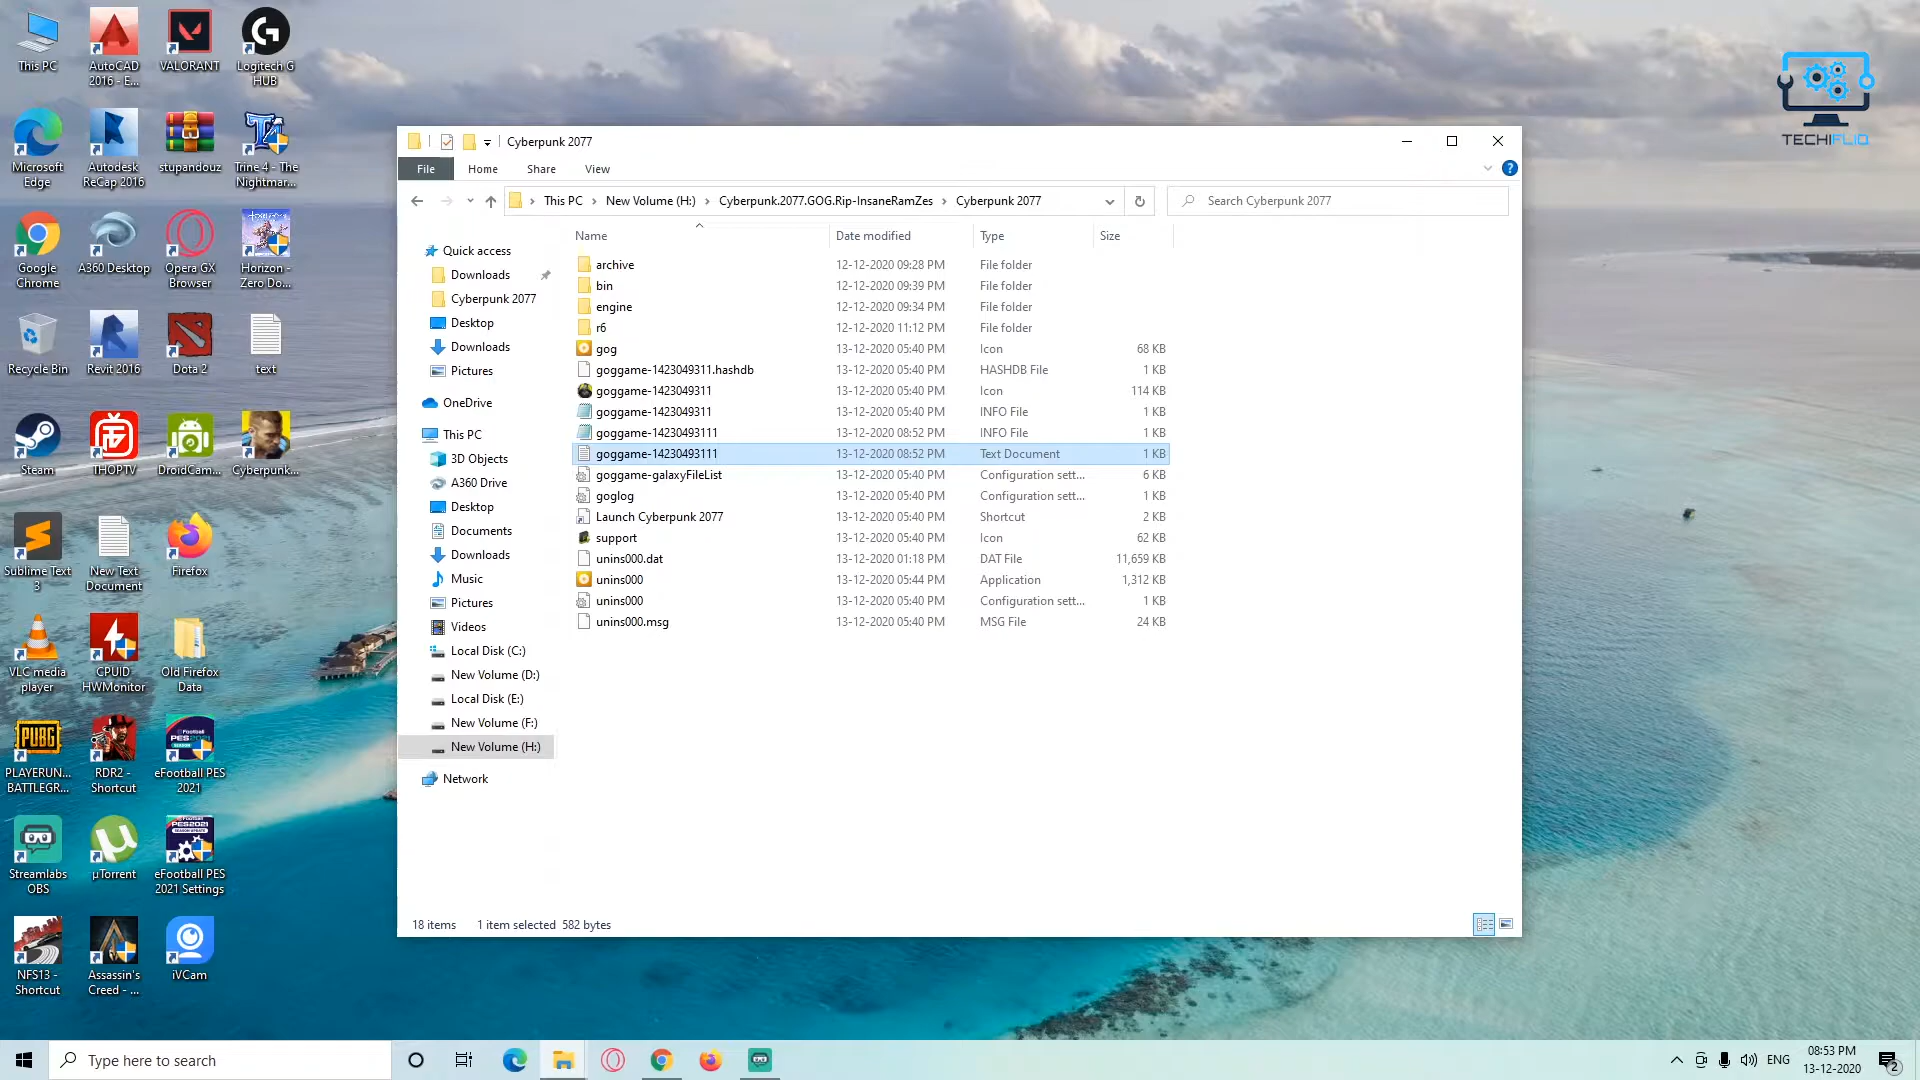 This PC
AutoCAD
2016 - E...
VALORANT
Logitech G
HUB
Microsoft
Edge
Autodesk
ReCap 2016
stupandouz
Trine 4 - The
Nightmar...
Google
Chrome
A360 Desktop
Opera GX
Browser
Horizon -
Zero Do...
Recycle Bin
Revit 2016
Dota 2
text
Steam
THOPTV
DroidCam...
Cyberpunk...
Sublime Text
3
New Text
Document
Firefox
VLC media
player
CPUID
HWMonitor
Old Firefox
Data
PUBG
PLAYERUN...
BATTLEGR...
RDR2 -
Shortcut
eFootball PES
2021
Streamlabs
OBS
µTorrent
eFootball PES
2021 Settings
NFS13 -
Shortcut
Assassin's
Creed - ...
iVCam
TECHIFLIQ
Cyberpunk 2077
File
Home
Share
View
This PC
New Volume (H:)
Cyberpunk.2077.GOG.Rip-InsaneRamZes
Cyberpunk 2077
Search Cyberpunk 2077
Quick access
Downloads
Cyberpunk 2077
Desktop
Downloads
Pictures
OneDrive
This PC
3D Objects
A360 Drive
Desktop
Documents
Downloads
Music
Pictures
Videos
Local Disk (C:)
New Volume (D:)
Local Disk (E:)
New Volume (F:)
New Volume (H:)
Network
Name Date modified Type Size
archive 12-12-2020 09:28 PM File folder
bin 12-12-2020 09:39 PM File folder
engine 12-12-2020 09:34 PM File folder
r6 12-12-2020 11:12 PM File folder
gog 13-12-2020 05:40 PM Icon 68 KB
goggame-1423049311.hashdb 13-12-2020 05:40 PM HASHDB File 1 KB
goggame-1423049311 13-12-2020 05:40 PM Icon 114 KB
goggame-1423049311 13-12-2020 05:40 PM INFO File 1 KB
goggame-14230493111 13-12-2020 08:52 PM INFO File 1 KB
goggame-14230493111 13-12-2020 08:52 PM Text Document 1 KB
goggame-galaxyFileList 13-12-2020 05:40 PM Configuration sett... 6 KB
goglog 13-12-2020 05:40 PM Configuration sett... 1 KB
Launch Cyberpunk 2077 13-12-2020 05:40 PM Shortcut 2 KB
support 13-12-2020 05:40 PM Icon 62 KB
unins000.dat 13-12-2020 01:18 PM DAT File 11,659 KB
unins000 13-12-2020 05:44 PM Application 1,312 KB
unins000 13-12-2020 05:40 PM Configuration sett... 1 KB
unins000.msg 13-12-2020 05:40 PM MSG File 24 KB
18 items 1 item selected 582 bytes
Type here to search
ENG
08:53 PM
13-12-2020
2